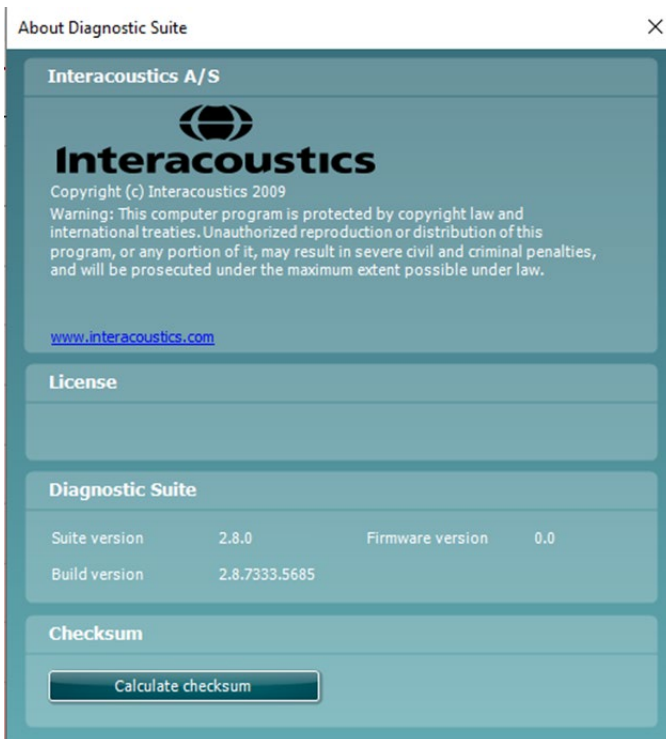 About Diagnostic Suite
Interacoustics A/S
Interacoustics
Copyright (c) Interacoustics 2009
Warning: This computer program is protected by copyright law and
international treaties. Unauthorized reproduction or distribution of this
program, or any portion of it, may result in severe civil and criminal penalties,
and will be prosecuted under the maximum extent possible under law.
www.interacoustics.com
License
Diagnostic Suite
Suite version 2.8.0 Firmware version 0.0
Build version 2.8.7333.5685
Checksum
Calculate checksum